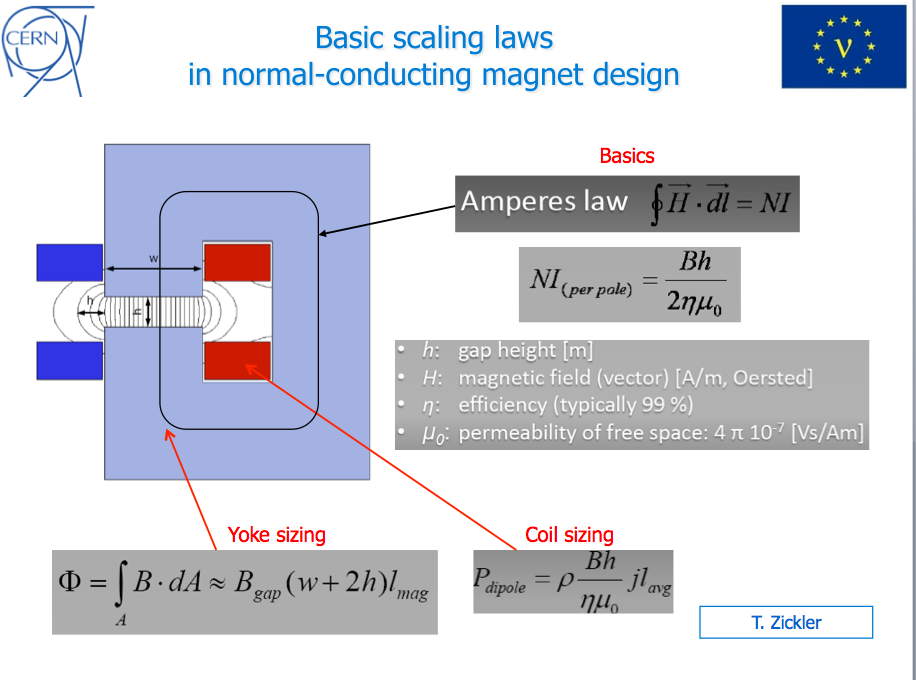 CERN
ν
Basic scaling laws
in normal-conducting magnet design
Basics
Amperes law ∮H⃗·dl⃗ = NI
NI(per pole) = Bh / 2ημ₀
w
h
h
• h: gap height [m]
• H: magnetic field (vector) [A/m, Oersted]
• η: efficiency (typically 99 %)
• μ₀: permeability of free space: 4 π 10⁻⁷ [Vs/Am]
Yoke sizing
Φ = ∫A B · dA ≈ Bgap (w + 2h)lmag
Coil sizing
Pdipole = ρ Bh / ημ₀ jlavg
T. Zickler